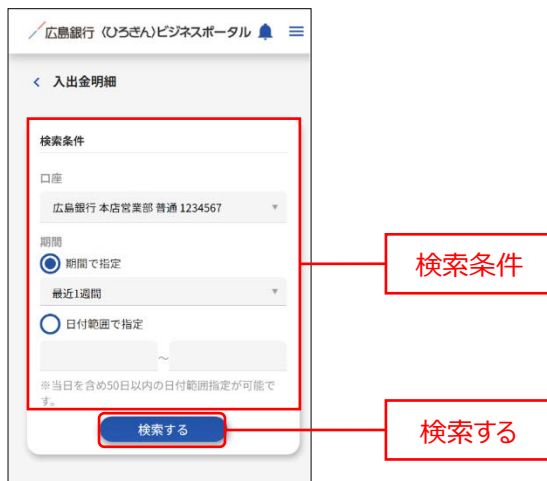 広島銀行〈ひろぎん〉ビジネスポータル
入出金明細
検索条件
口座
広島銀行 本店営業部 普通 1234567
期間
期間で指定
最近1週間
日付範囲で指定
～
※当日を含め50日以内の日付範囲指定が可能で
す。
検索する
検索条件
検索する